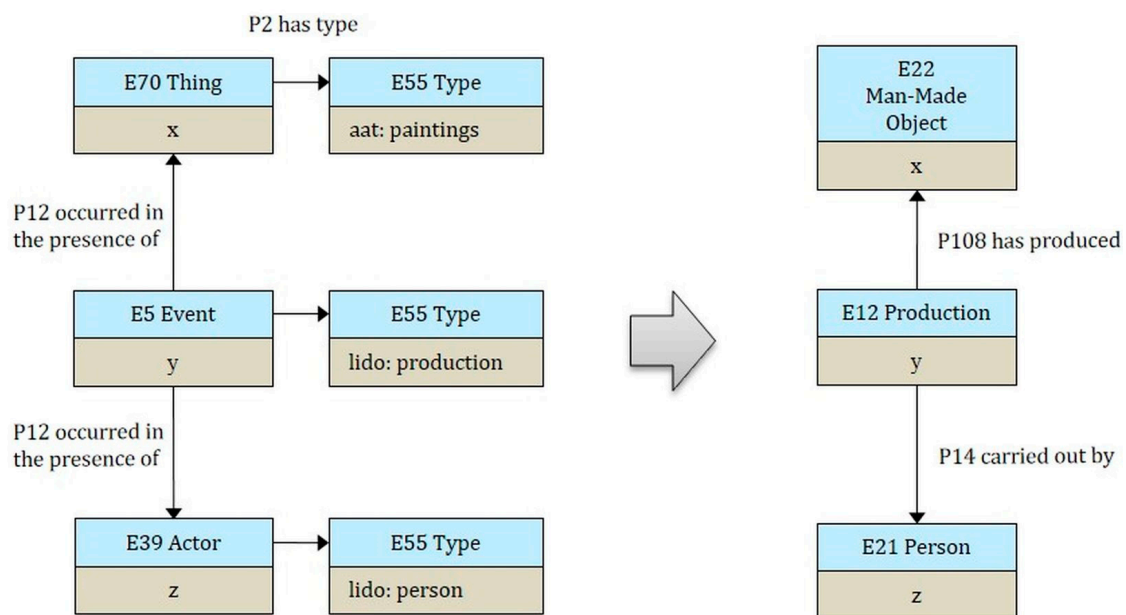 P2 has type
E70 Thing
E55 Type
x
aat: paintings
P12 occurred in
the presence of
E5 Event
E55 Type
y
lido: production
P12 occurred in
the presence of
E39 Actor
E55 Type
z
lido: person
E22
Man-Made
Object
x
P108 has produced
E12 Production
y
P14 carried out by
E21 Person
z